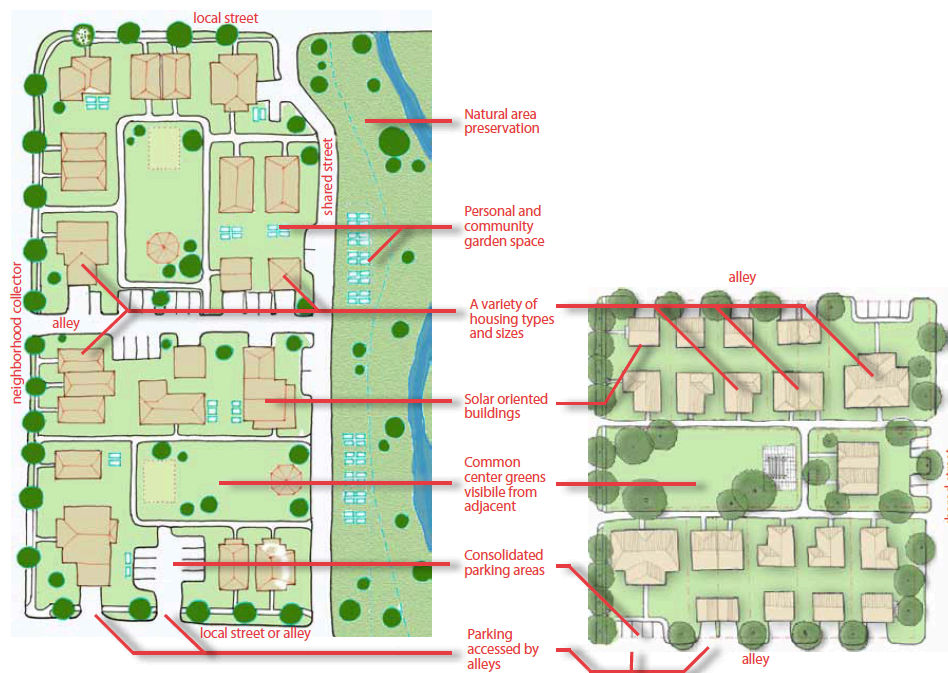 local street
shared street
neighborhood collector
alley
local street or alley
Natural area
preservation
Personal and
community
garden space
A variety of
housing types
and sizes
Solar oriented
buildings
Common
center greens
visibile from
adjacent
Consolidated
parking areas
Parking
accessed by
alleys
alley
alley